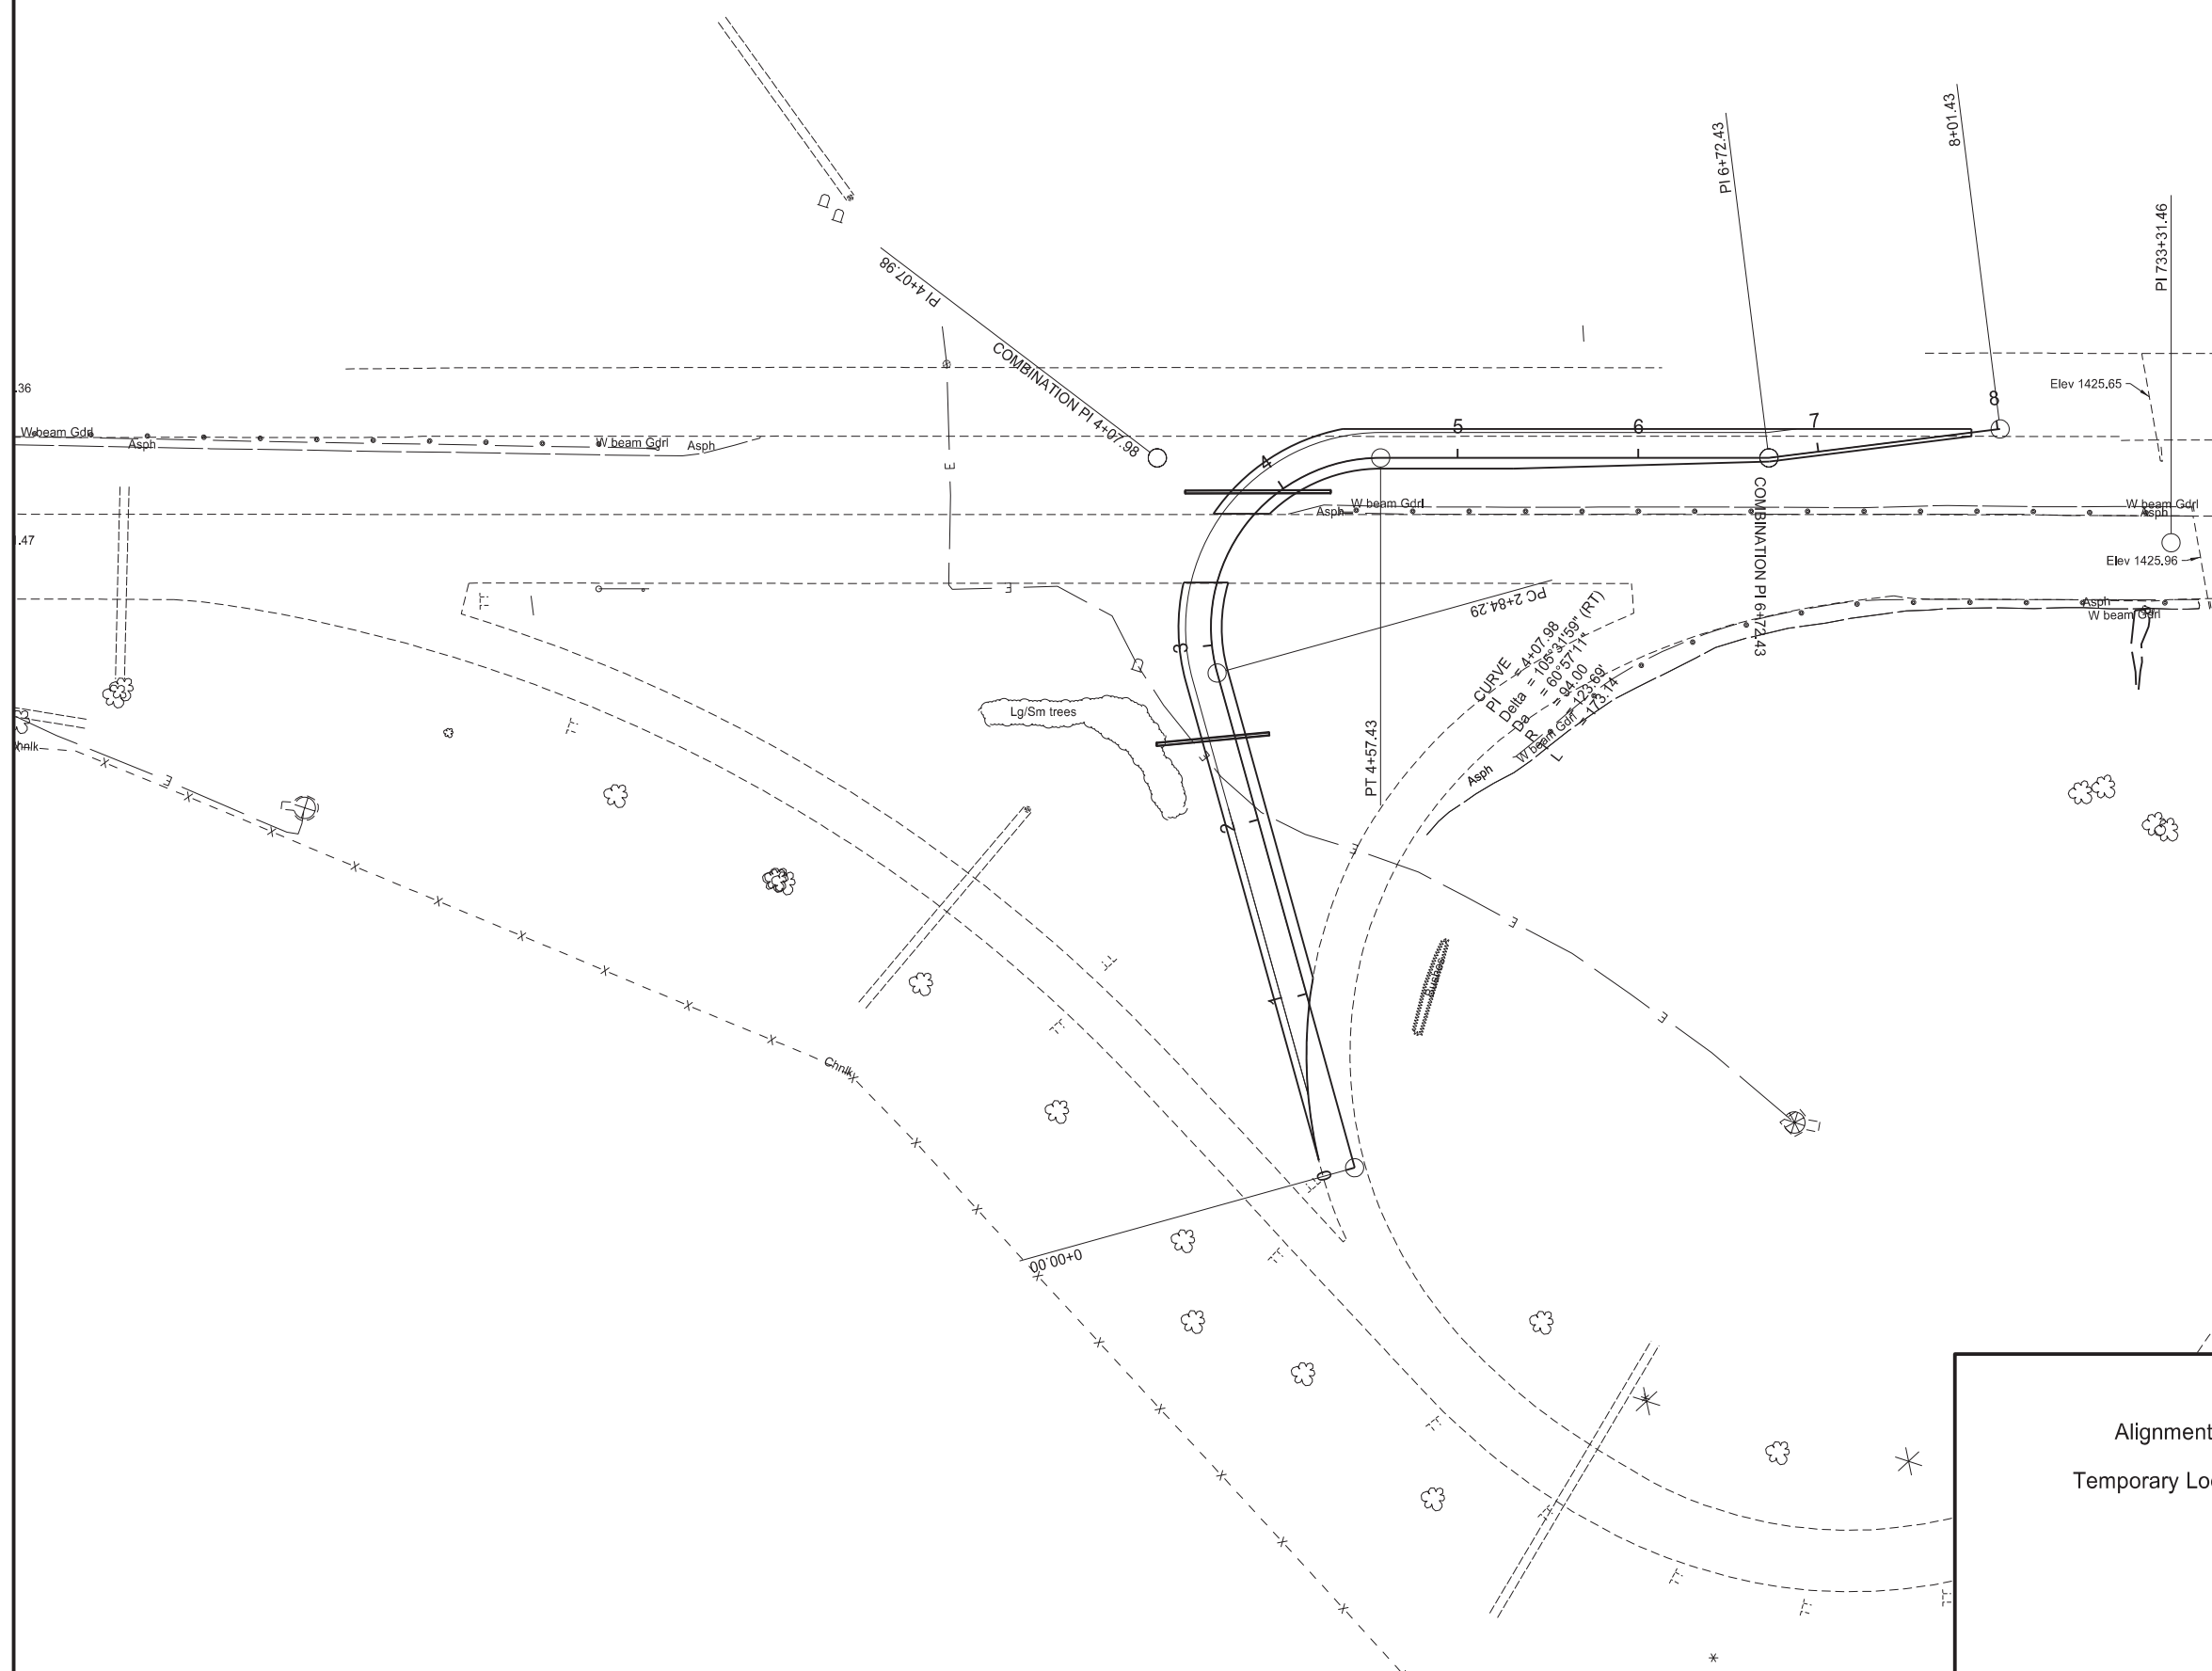 8+01.43
PI 6+72.43
PI 733+31.46
PI 4+07.98
COMBINATION PI 4+07.98
.36
Elev 1425.65
8
7
6
5
4
W beam Gdrl
Asph
W beam Gdrl
Asph
E
W beam Gdrl
Asph
W beam Gdrl
Asph
COMBINATION PI 6+72.43
.47
Elev 1425.96
E
PC 2+84.29
CURVE
PI = 4+07.98
Delta = 105°31'59" (RT)
Da = 60°57'11"
R = 94.00
T = 123.69'
L = 173.14
Asph
W beam Gdrl
3
Lg/Sm trees
W beam Gdrl
Asph
PT 4+57.43
E
E
2
E
E
E
Bushes
1
Chnlk
0
0+00.00
Alignment